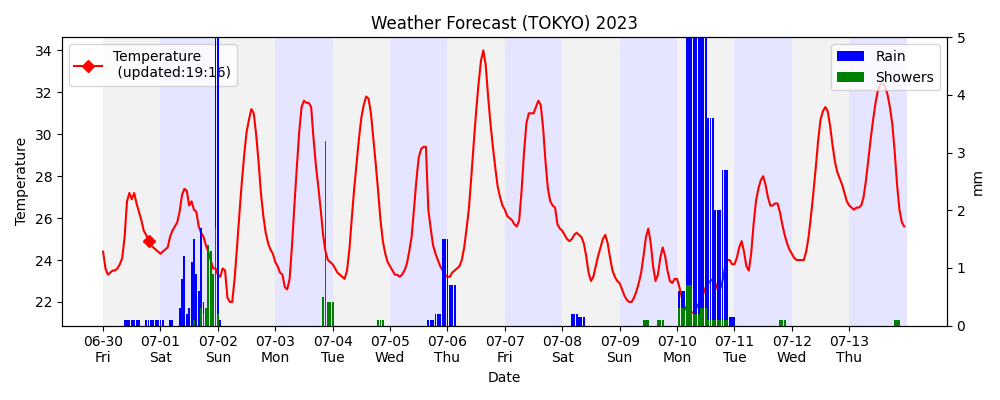 Weather Forecast (TOKYO) 2023
Temperature
(updated:19:16)
Rain
Showers
34
32
30
28
26
24
22
Temperature
5
4
3
2
1
0
mm
06-30 07-01 07-02 07-03 07-04 07-05 07-06 07-07 07-08 07-09 07-10 07-11 07-12 07-13
Fri Sat Sun Mon Tue Wed Thu Fri Sat Sun Mon Tue Wed Thu
Date